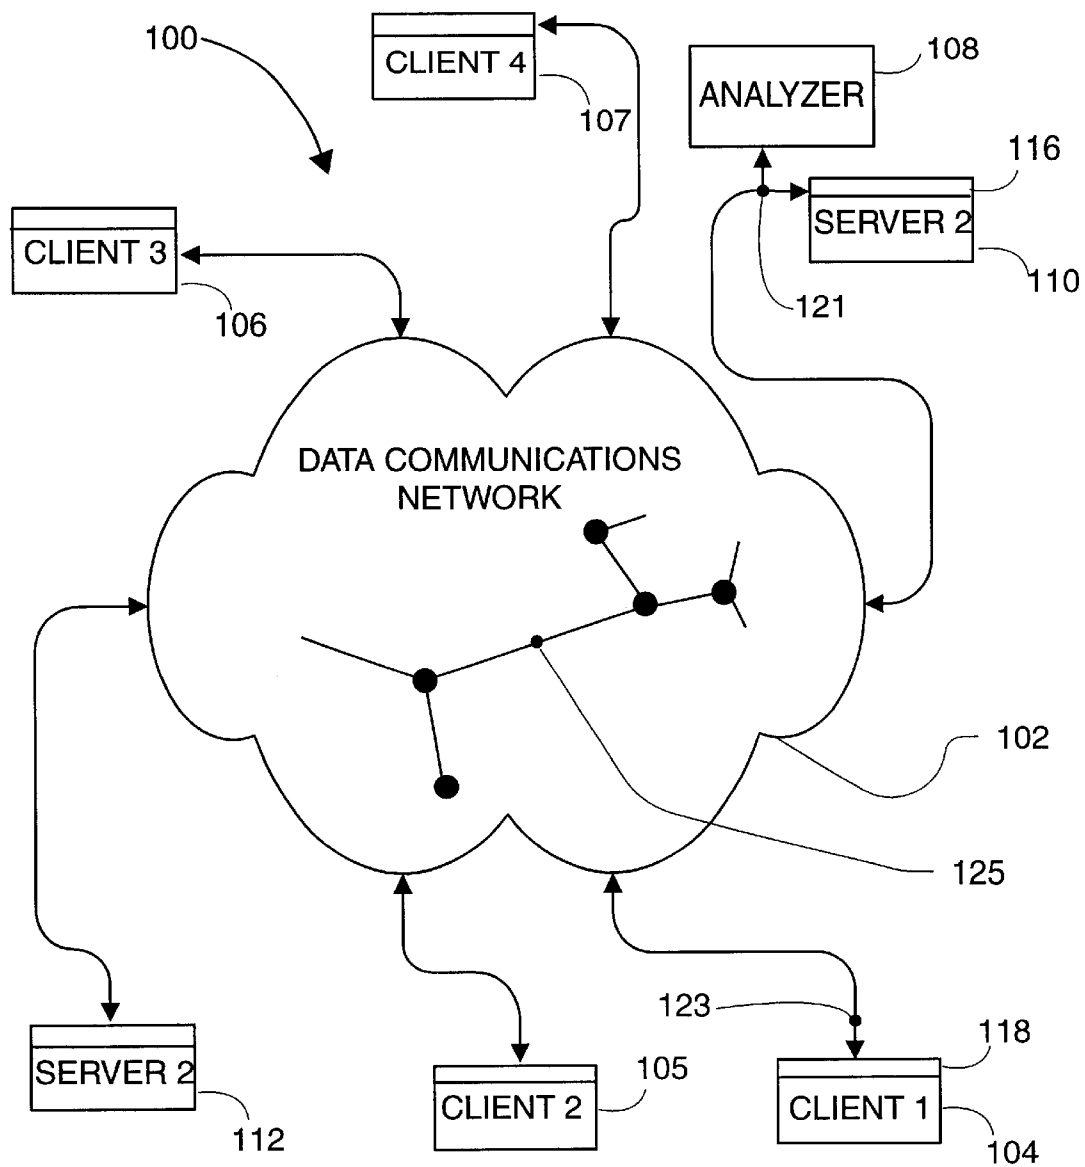 100
CLIENT 4
107
ANALYZER
108
116
SERVER 2
110
121
CLIENT 3
106
DATA COMMUNICATIONS
NETWORK
102
125
123
118
CLIENT 1
104
105
CLIENT 2
SERVER 2
112